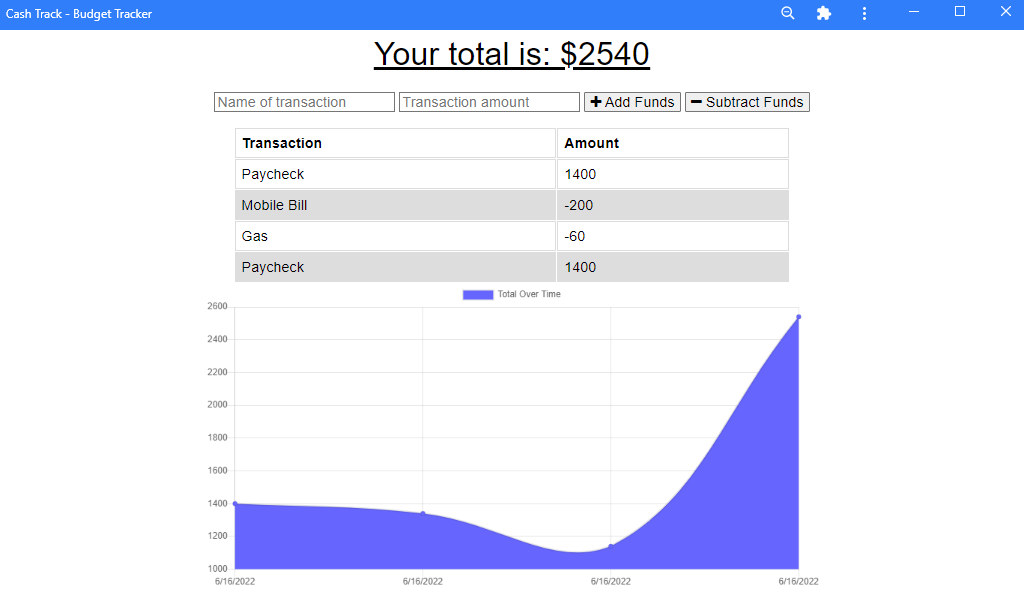 Cash Track - Budget Tracker
Your total is: $2540
Name of transaction Transaction amount Add Funds Subtract Funds
Transaction Amount
Paycheck 1400
Mobile Bill -200
Gas -60
Paycheck 1400
Total Over Time
2600
2400
2200
2000
1800
1600
1400
1200
1000
6/16/2022 6/16/2022 6/16/2022 6/16/2022